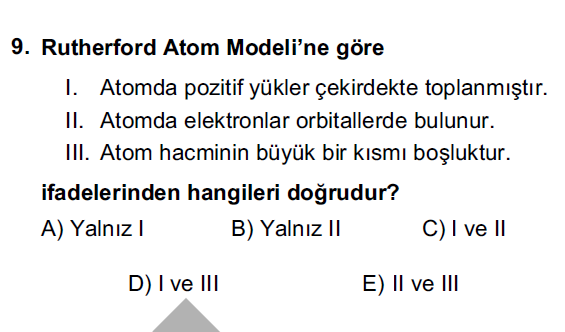 9. Rutherford Atom Modeli’ne göre
I. Atomda pozitif yükler çekirdekte toplanmıştır.
II. Atomda elektronlar orbitallerde bulunur.
III. Atom hacminin büyük bir kısmı boşluktur.
ifadelerinden hangileri doğrudur?
A) Yalnız I B) Yalnız II C) I ve II
D) I ve III E) II ve III